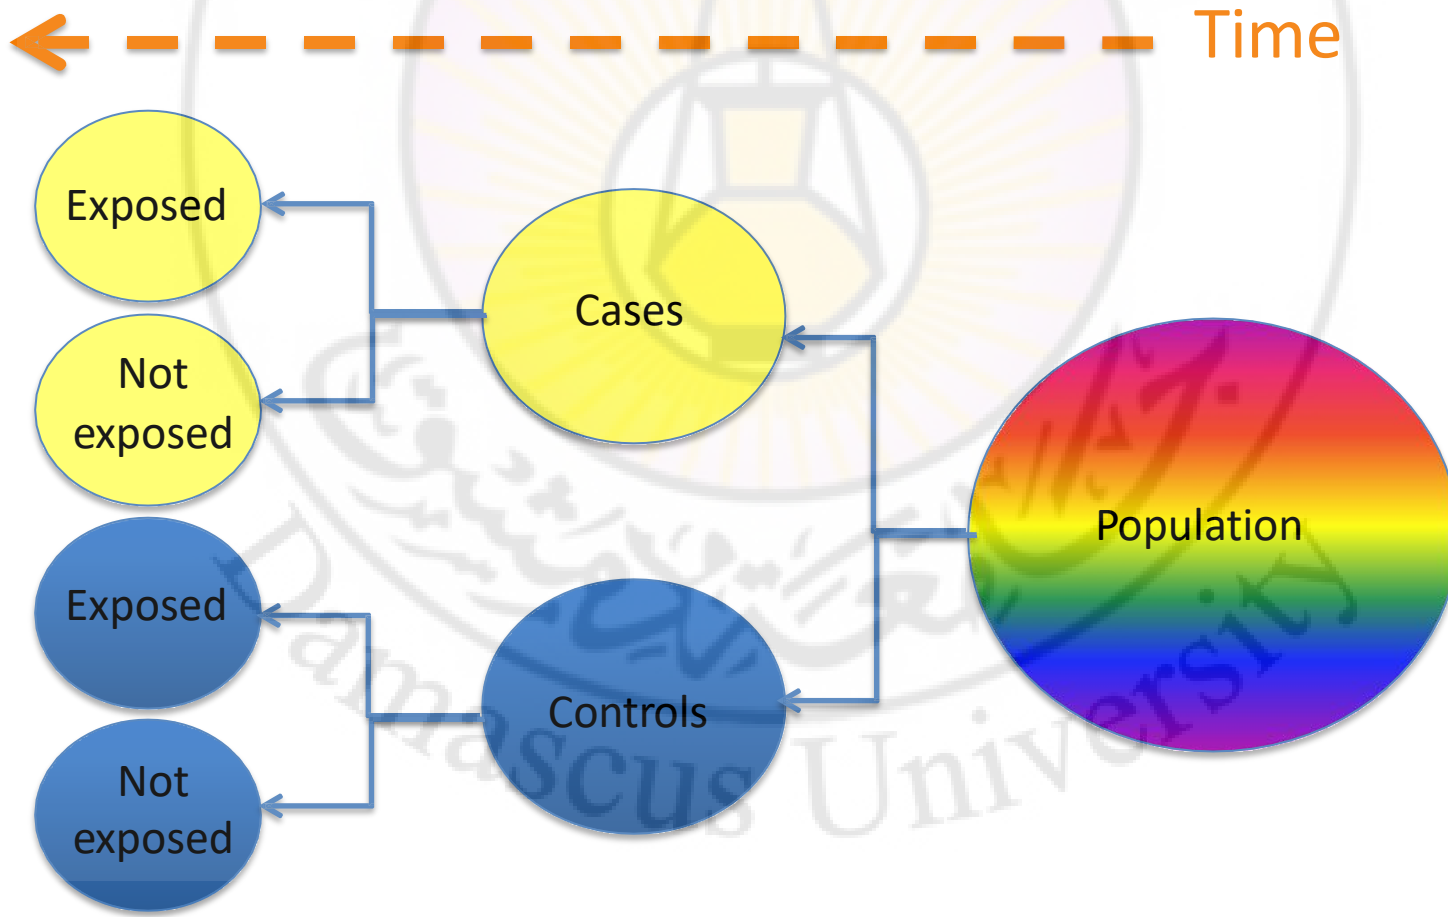 Time
Exposed
Cases
Not
exposed
Population
Exposed
Controls
Not
exposed
Damascus University